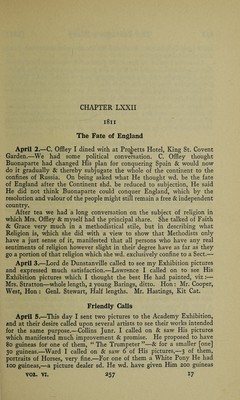 CHAPTER LXXII
1811
The Fate of England
April 2.—C. Offley I dined with at Probetts Hotel, King St. Covent
Garden.—We had some political conversation. C. Offley thought
Buonaparte had changed His plan for conquering Spain & would now
do it gradually & thereby subjugate the whole of the continent to the
confines of Russia. On being asked what He thought wd. be the fate
of England after the Continent shd. be reduced to subjection, He said
He did not think Buonaparte could conquer England, which by the
resolution and valour of the people might still remain a free & independent
country.
After tea we had a long conversation on the subject of religion in
which Mrs. Offley & myself had the principal share. She talked of Faith
& Grace very much in a methodistical stile, but in describing what
Religion is, which she did with a view to show that Methodists only
have a just sense of it, manifested that all persons who have any real
sentiments of religion however slight in their degree have as far as they
go a portion of that religion which she wd. exclusively confine to a Sect.—
April 3.—Lord de Dunstanville called to see my Exhibition pictures
and expressed much satisfaction.—Lawrence I called on to see His
Exhibition pictures which I thought the best He had painted, viz:—
Mrs. Stratton—whole length, 2 young Barings, ditto. Hon: Mr. Cooper,
West, Hon: Genl. Stewart, Half lengths. Mr. Hastings, Kit Cat.
Friendly Calls
April 5.—This day I sent two pictures to the Academy Exhibition,
and at their desire called upon several artists to see their works intended
for the same purpose.—Collins Junr. I called on & saw His pictures
which manifested much improvement & promise. He proposed to have
80 guineas for one of them, “ The Trumpeter ”—& for a smaller [one]
70 guineas.—Ward I called on & saw 6 of His pictures,—5 of them,
portraits of Horses, very fine.—For one of them a White Pony He had
100 guineas,—a picture dealer sd. He wd. have given Him 200 guineas
VOL. VI. 257 17